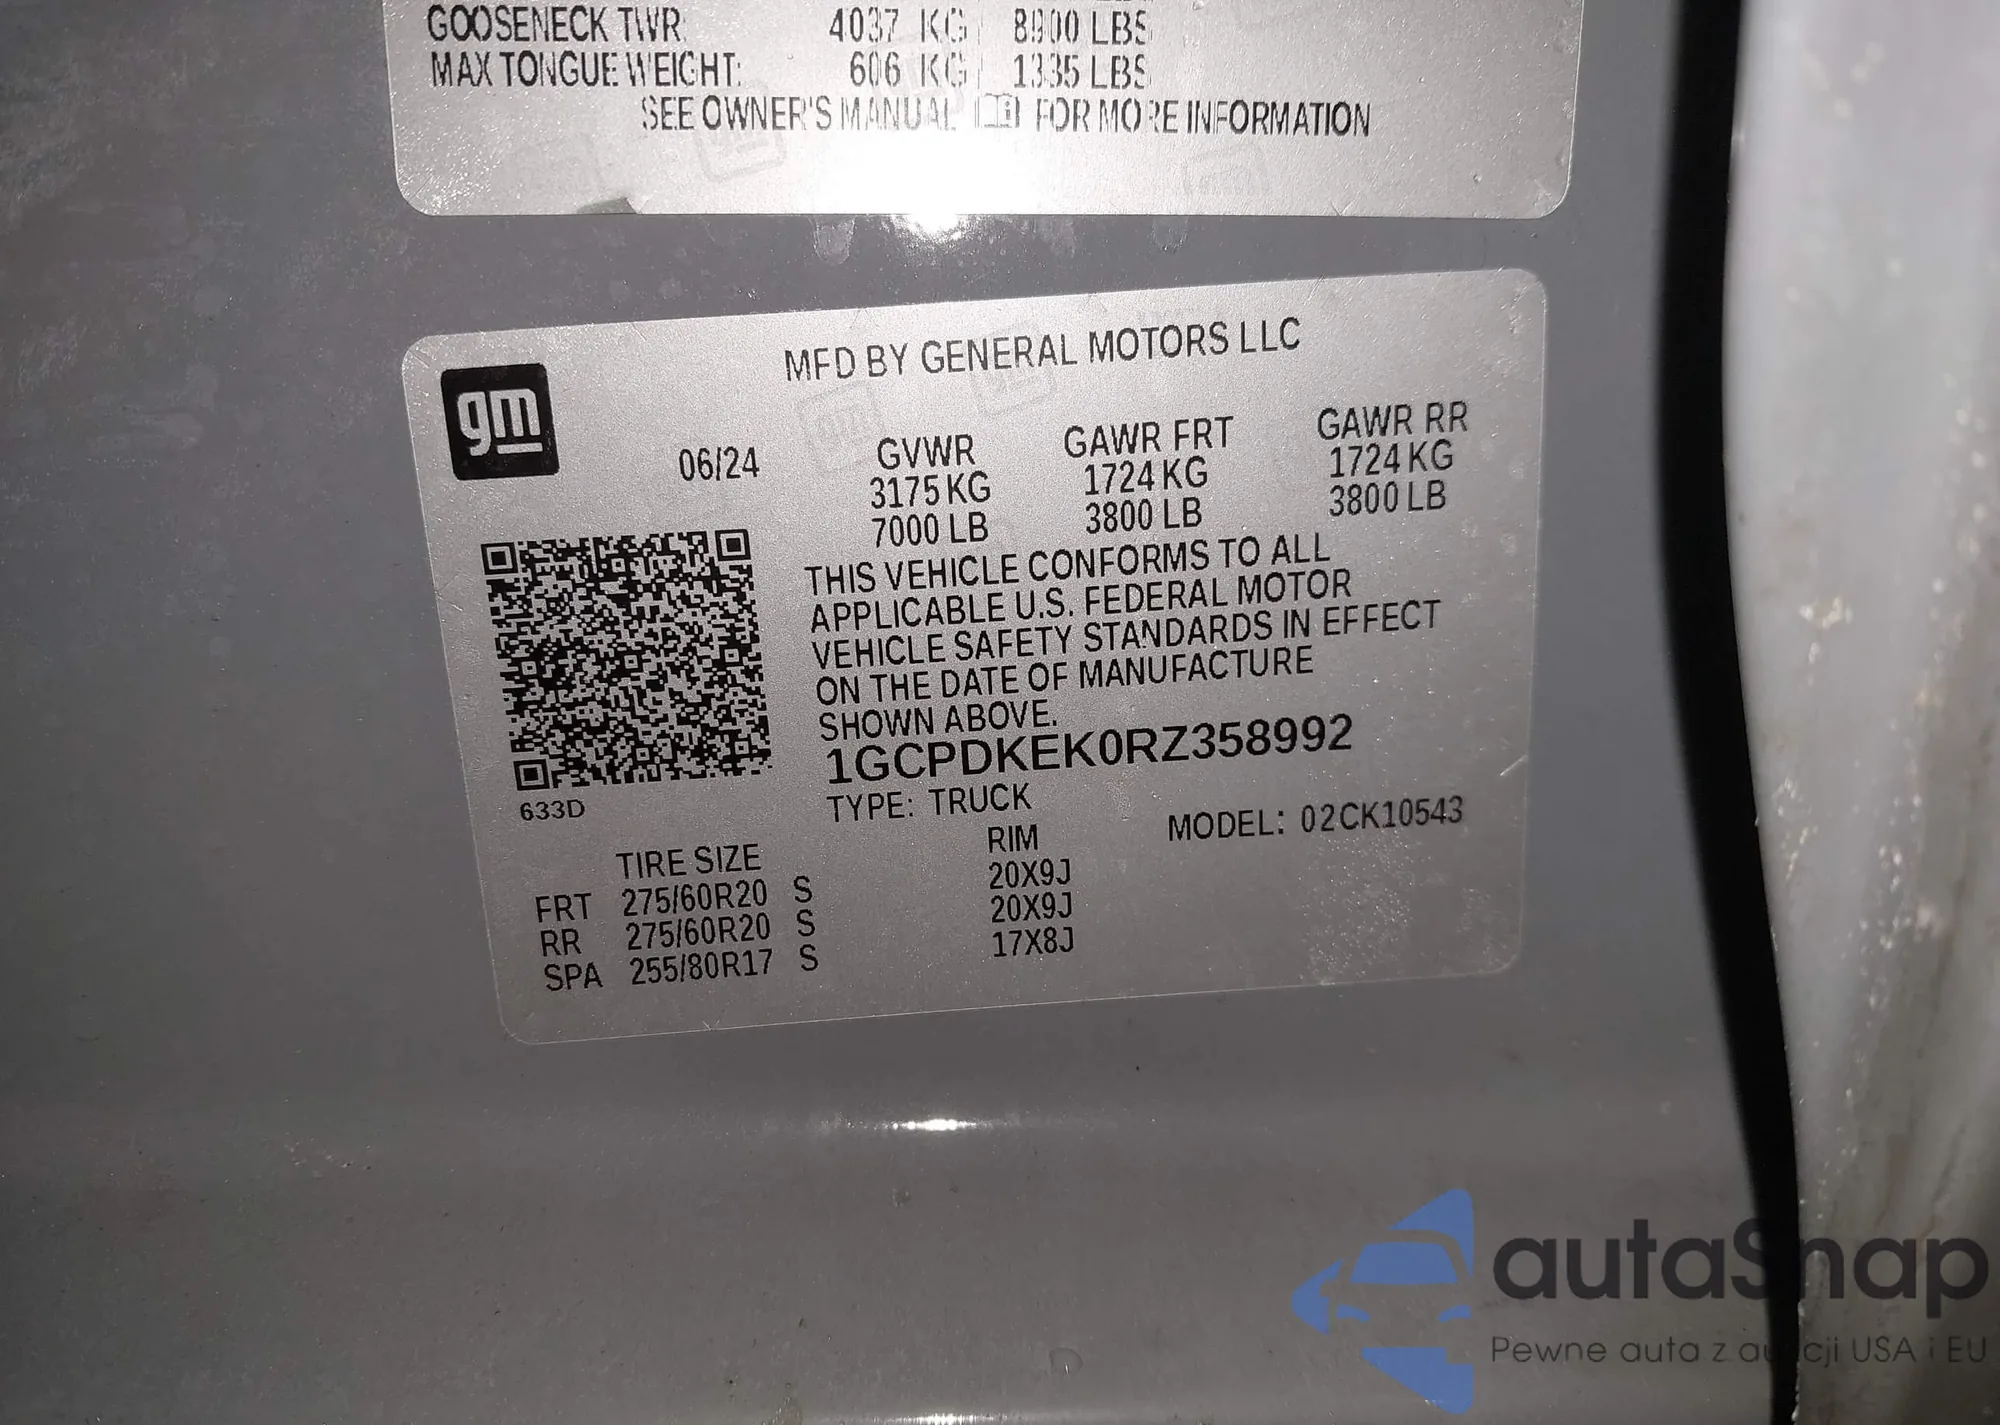 GOOSENECK TWR: 4037 KG 8900 LBS
MAX TONGUE WEIGHT: 606 KG 1335 LBS
SEE OWNER'S MANUAL FOR MORE INFORMATION
gm
MFD BY GENERAL MOTORS LLC
06/24 GVWR GAWR FRT GAWR RR
3175 KG 1724 KG 1724 KG
7000 LB 3800 LB 3800 LB
THIS VEHICLE CONFORMS TO ALL
APPLICABLE U.S. FEDERAL MOTOR
VEHICLE SAFETY STANDARDS IN EFFECT
ON THE DATE OF MANUFACTURE
SHOWN ABOVE.
1GCPDKEK0RZ358992
633D
TYPE: TRUCK MODEL: 02CK10543
TIRE SIZE RIM
FRT 275/60R20 S 20X9J
RR 275/60R20 S 20X9J
SPA 255/80R17 S 17X8J
autaSnap
Pewne auta z aukcji USA i EU